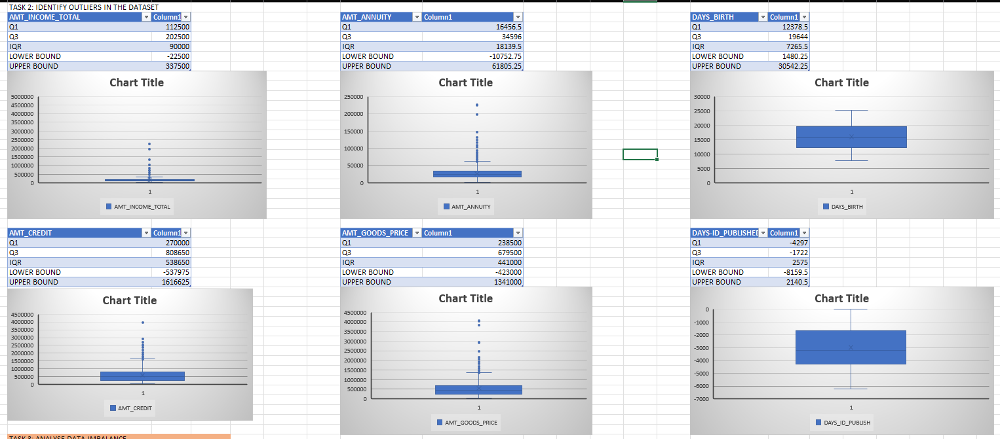 TASK 2: IDENTIFY OUTLIERS IN THE DATASET
AMT_INCOME_TOTAL Column1
Q1 112500
Q3 202500
IQR 90000
LOWER BOUND -22500
UPPER BOUND 337500
Chart Title
5000000
4500000
4000000
3500000
3000000
2500000
2000000
1500000
1000000
500000
0
1
AMT_INCOME_TOTAL
AMT_ANNUITY Column1
Q1 16456.5
Q3 34596
IQR 18139.5
LOWER BOUND -10752.75
UPPER BOUND 61805.25
Chart Title
250000
200000
150000
100000
50000
0
1
AMT_ANNUITY
DAYS_BIRTH Column1
Q1 12378.5
Q3 19644
IQR 7265.5
LOWER BOUND 1480.25
UPPER BOUND 30542.25
Chart Title
30000
25000
20000
15000
10000
5000
0
1
DAYS_BIRTH
AMT_CREDIT Column1
Q1 270000
Q3 808650
IQR 538650
LOWER BOUND -537975
UPPER BOUND 1616625
Chart Title
4500000
4000000
3500000
3000000
2500000
2000000
1500000
1000000
500000
0
1
AMT_CREDIT
AMT_GOODS_PRICE Column1
Q1 238500
Q3 679500
IQR 441000
LOWER BOUND -423000
UPPER BOUND 1341000
Chart Title
4500000
4000000
3500000
3000000
2500000
2000000
1500000
1000000
500000
0
1
AMT_GOODS_PRICE
DAYS-ID_PUBLISHED Column1
Q1 -4297
Q3 -1722
IQR 2575
LOWER BOUND -8159.5
UPPER BOUND 2140.5
Chart Title
0
-1000
-2000
-3000
-4000
-5000
-6000
-7000
1
DAYS_ID_PUBLISH
TASK 3: ANALYSE DATA IMBALANCE